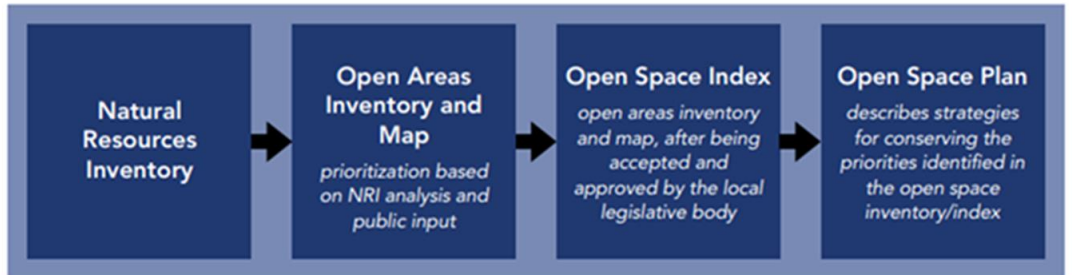 Natural
Resources
Inventory
Open Areas
Inventory and
Map
prioritization based
on NRI analysis and
public input
Open Space Index
open areas inventory
and map, after being
accepted and
approved by the local
legislative body
Open Space Plan
describes strategies
for conserving the
priorities identified in
the open space
inventory/index